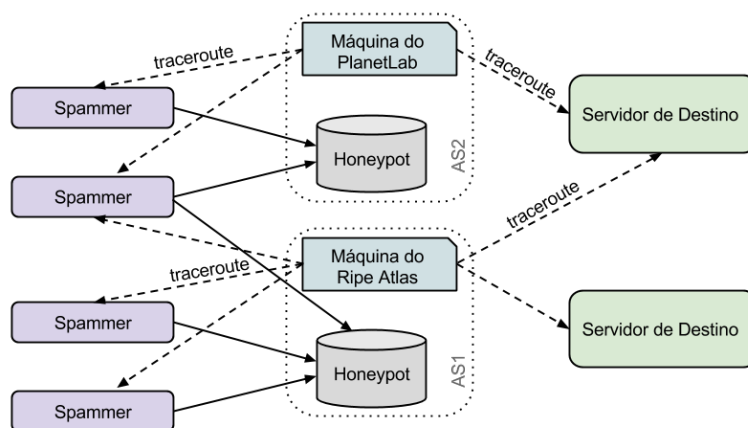 traceroute
Máquina do
PlanetLab
traceroute
Spammer
Servidor de Destino
Honeypot
AS2
Spammer
traceroute
traceroute
Máquina do
Ripe Atlas
Spammer
Servidor de Destino
Honeypot
AS1
Spammer